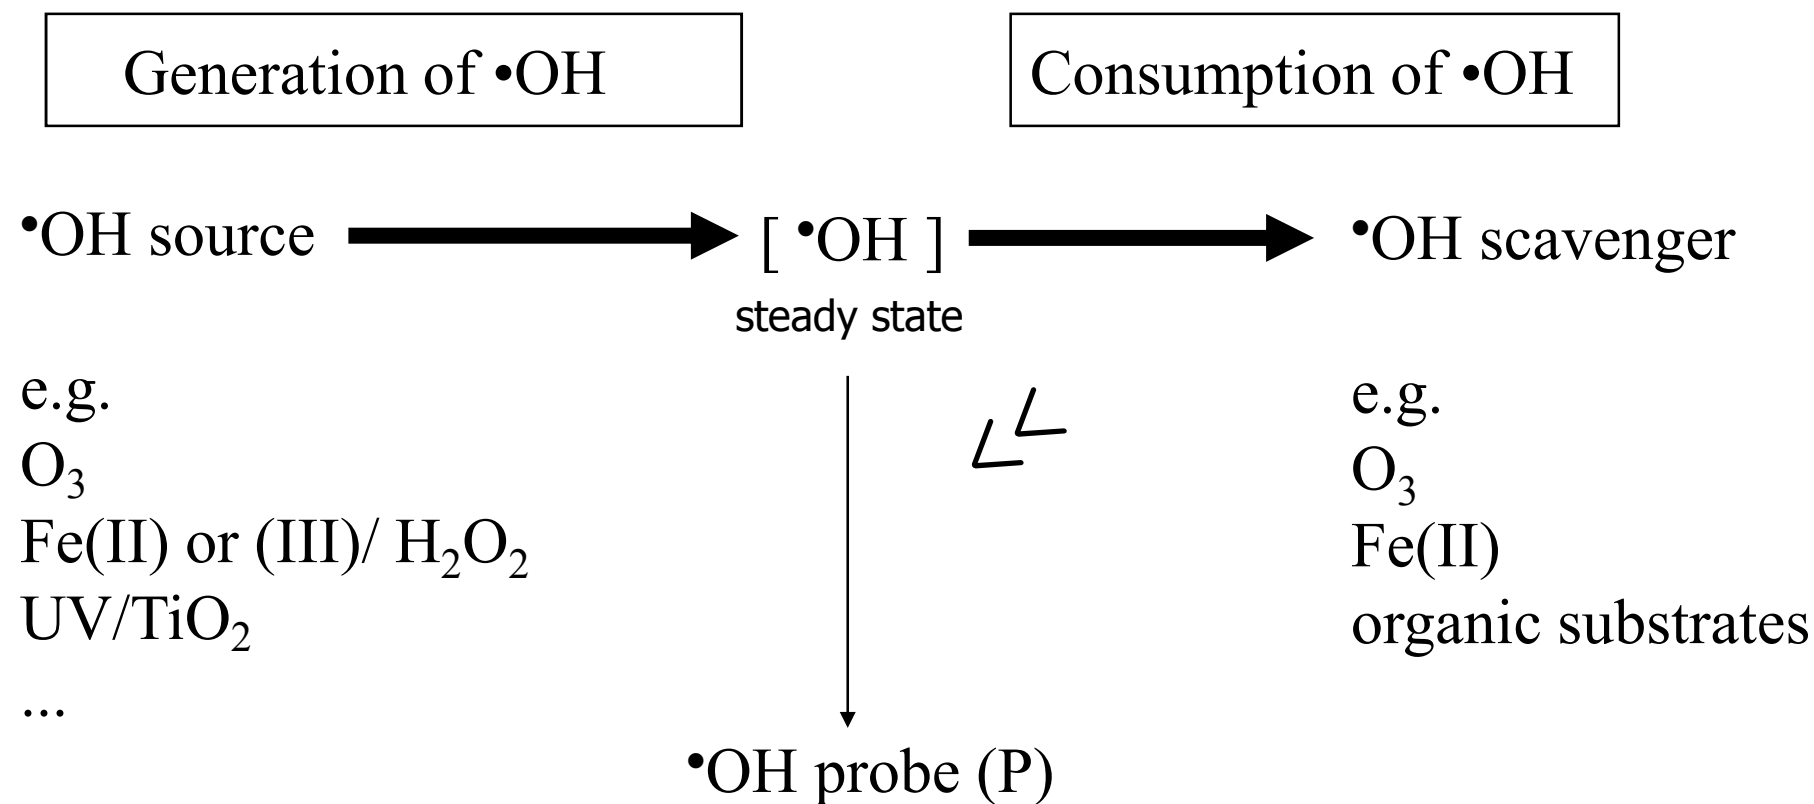 Generation of •OH
Consumption of •OH
•OH source
[ •OH ]
•OH scavenger
steady state
e.g.
O₃
Fe(II) or (III)/ H₂O₂
UV/TiO₂
...
e.g.
O₃
Fe(II)
organic substrates
•OH probe (P)